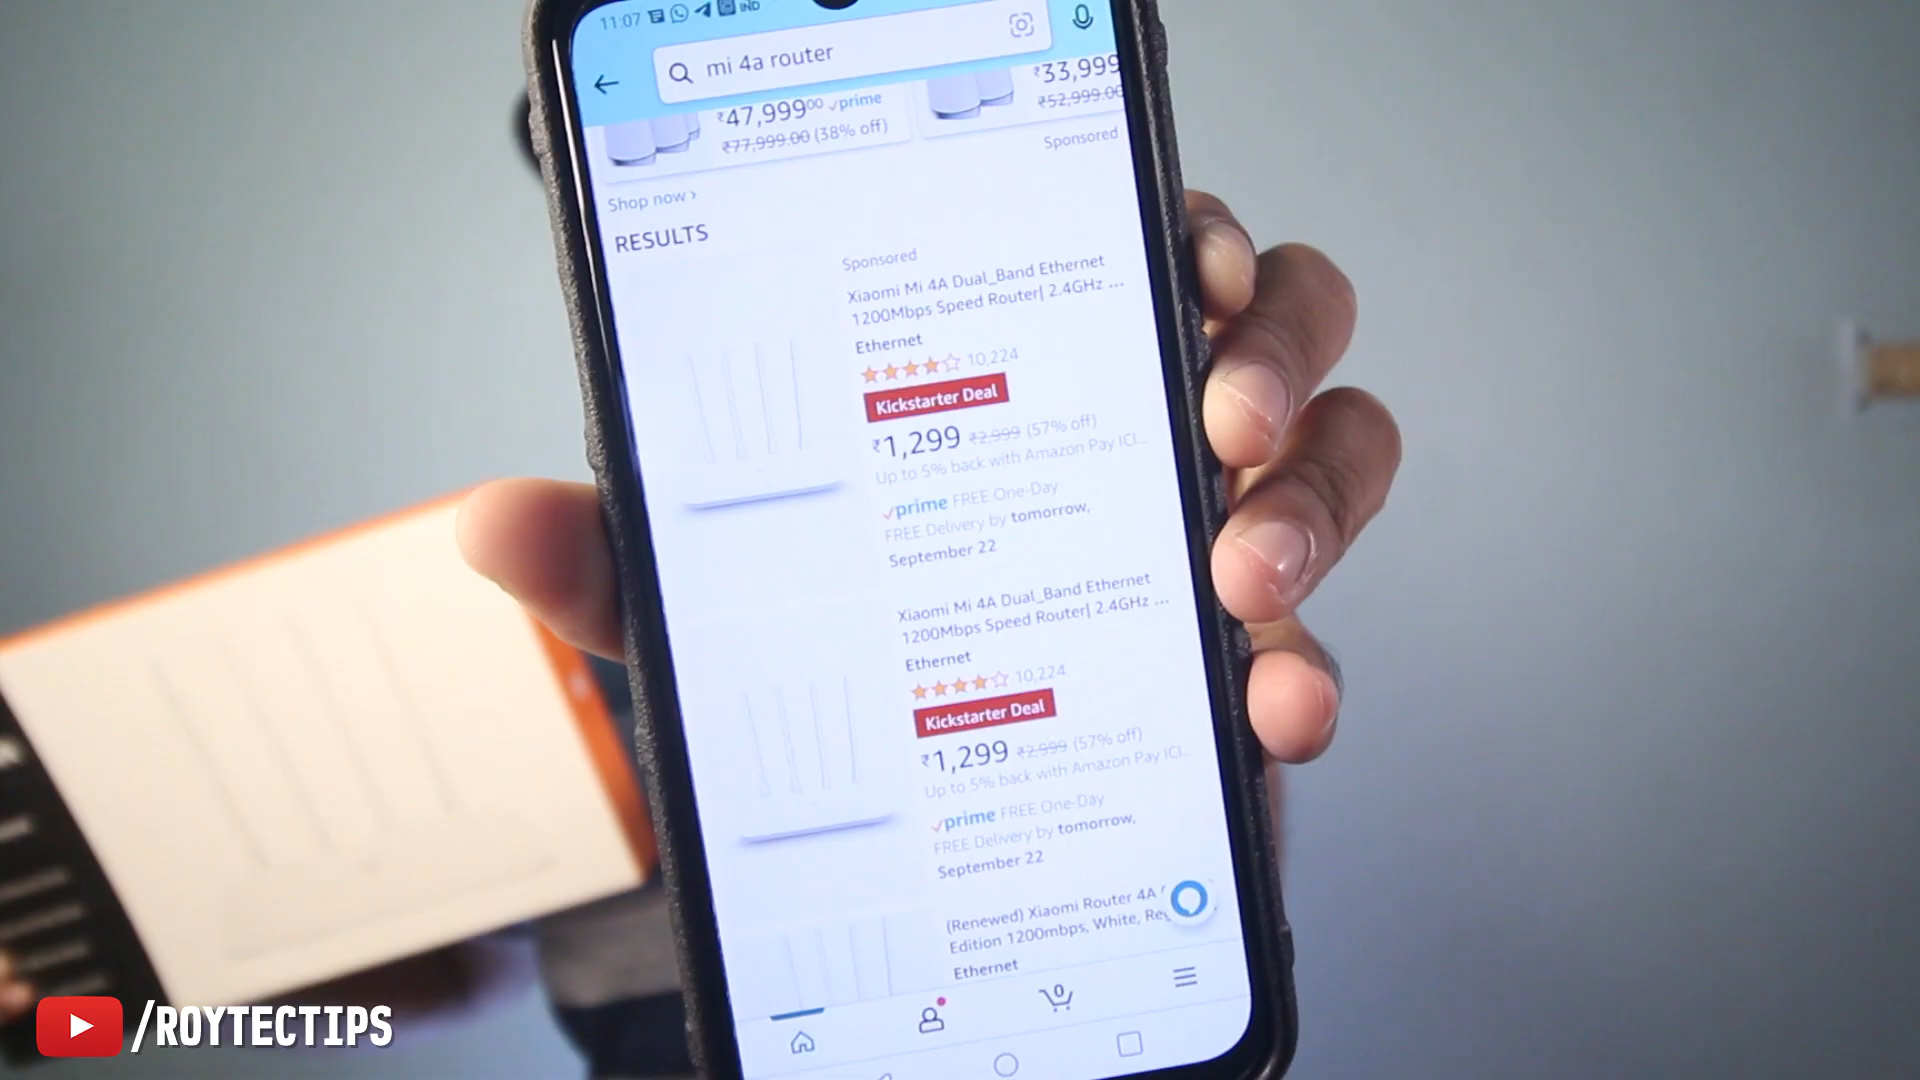 11:07
IND
mi 4a router
₹47,999⁰⁰ prime
₹77,999.00 (38% off)
₹33,999
₹52,999.00
Sponsored
Shop now ›
RESULTS
Sponsored
Xiaomi Mi 4A Dual_Band Ethernet
1200Mbps Speed Router| 2.4GHz ...
Ethernet
10,224
Kickstarter Deal
₹1,299 ₹2,999 (57% off)
Up to 5% back with Amazon Pay ICI...
prime FREE One-Day
FREE Delivery by tomorrow,
September 22
Xiaomi Mi 4A Dual_Band Ethernet
1200Mbps Speed Router| 2.4GHz ...
Ethernet
10,224
Kickstarter Deal
₹1,299 ₹2,999 (57% off)
Up to 5% back with Amazon Pay ICI...
prime FREE One-Day
FREE Delivery by tomorrow,
September 22
(Renewed) Xiaomi Router 4A
Edition 1200mbps, White, Re
Ethernet
0
/ROYTECTIPS